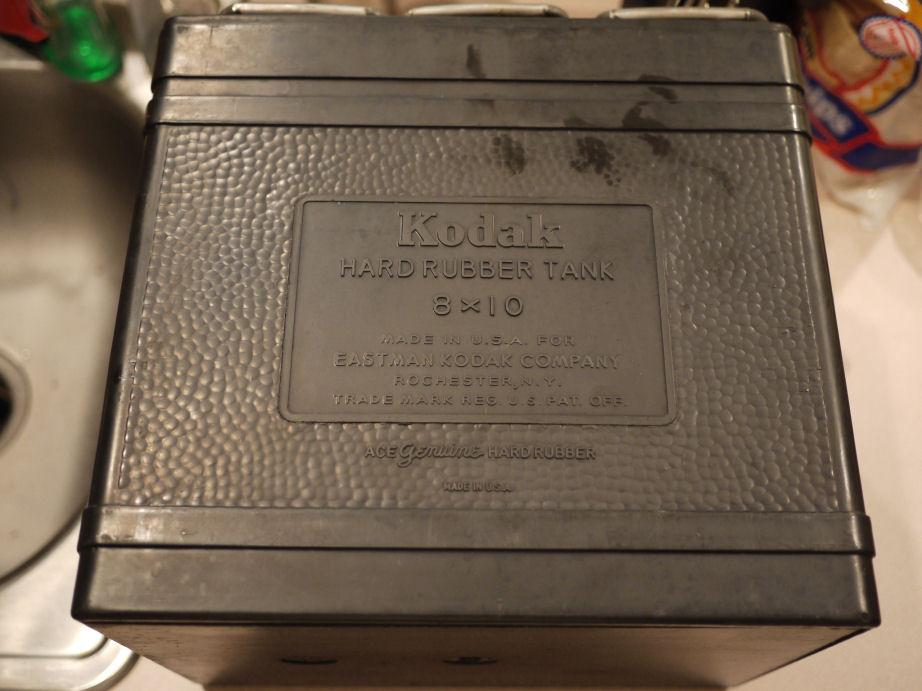 Kodak
HARD RUBBER TANK
8×10
MADE IN U.S.A. FOR
EASTMAN KODAK COMPANY
ROCHESTER, N.Y.
TRADE MARK REG. U.S. PAT. OFF.
ACE Genuine HARD RUBBER
MADE IN U.S.A.